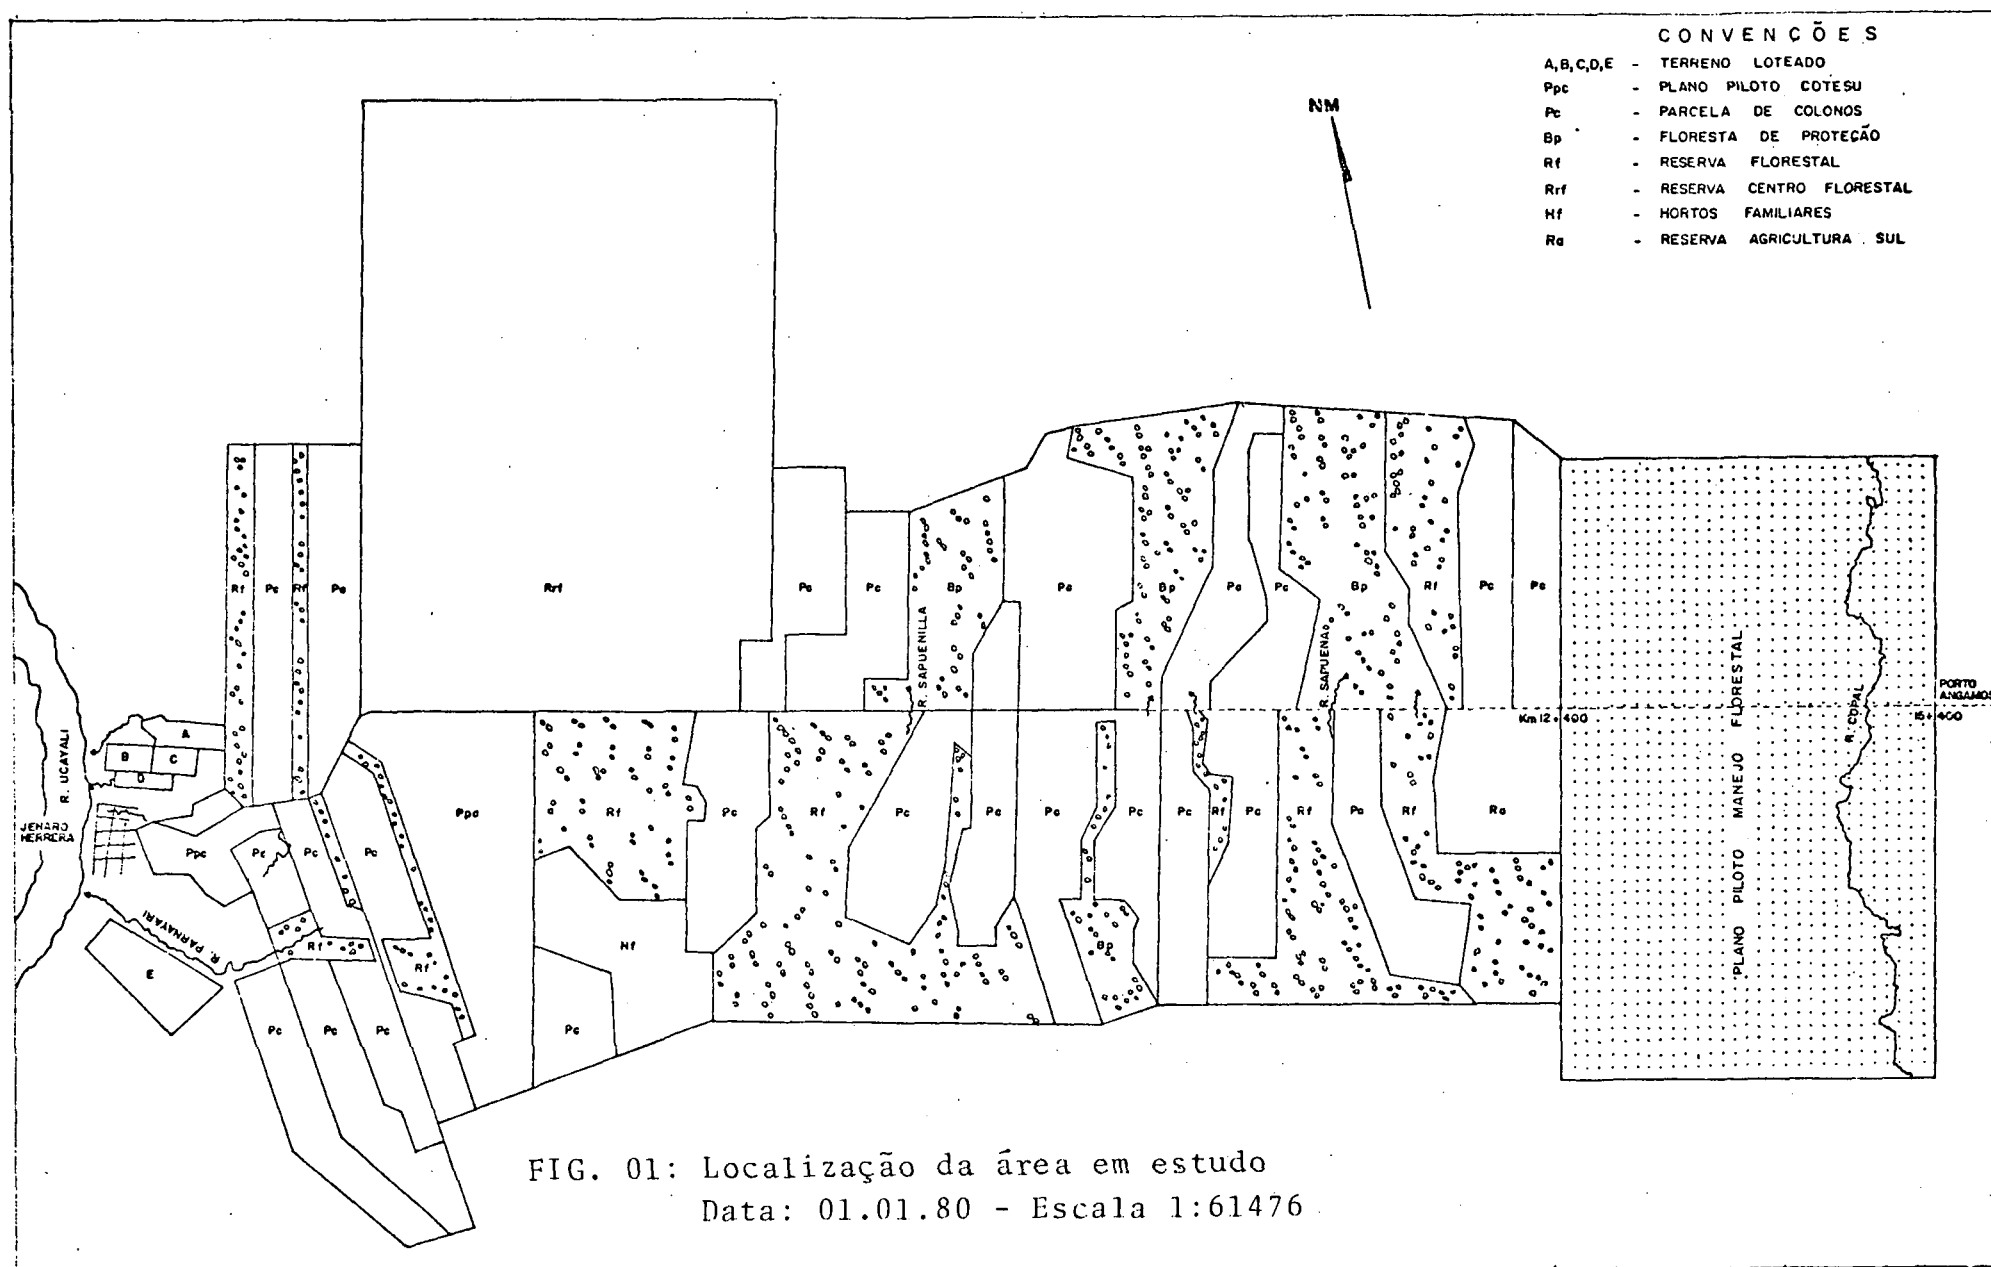 CONVENÇÕES
A,B,C,D,E - TERRENO LOTEADO
Ppc - PLANO PILOTO COTESU
Pc - PARCELA DE COLONOS
Bp - FLORESTA DE PROTEÇÃO
Rf - RESERVA FLORESTAL
Rrf - RESERVA CENTRO FLORESTAL
Hf - HORTOS FAMILIARES
Ra - RESERVA AGRICULTURA SUL
NM
Rf Pc Rf Pc Rrf Pc Pc Bp Pc Bp Pc Pc Bp Rf Pc Pc
R. SAPUENILLA
R. SAPUENA
PLANO PILOTO MANEJO FLORESTAL
R. COPAL
PORTO
ANGAMOS
Km 12+400
15+400
R. UCAYALI
JENARO
HERRERA
A
B C
D
Ppc Pc Pc Pc Ppc Rf Pc Rf Pc Pc Pc Pc Pc Rf Pc Rf Pc Rf Ra
R. PARNAYARI
E
Rf Rf Hf Bp
Pc Pc Pc Pc
FIG. 01: Localização da área em estudo
Data: 01.01.80 - Escala 1:61476